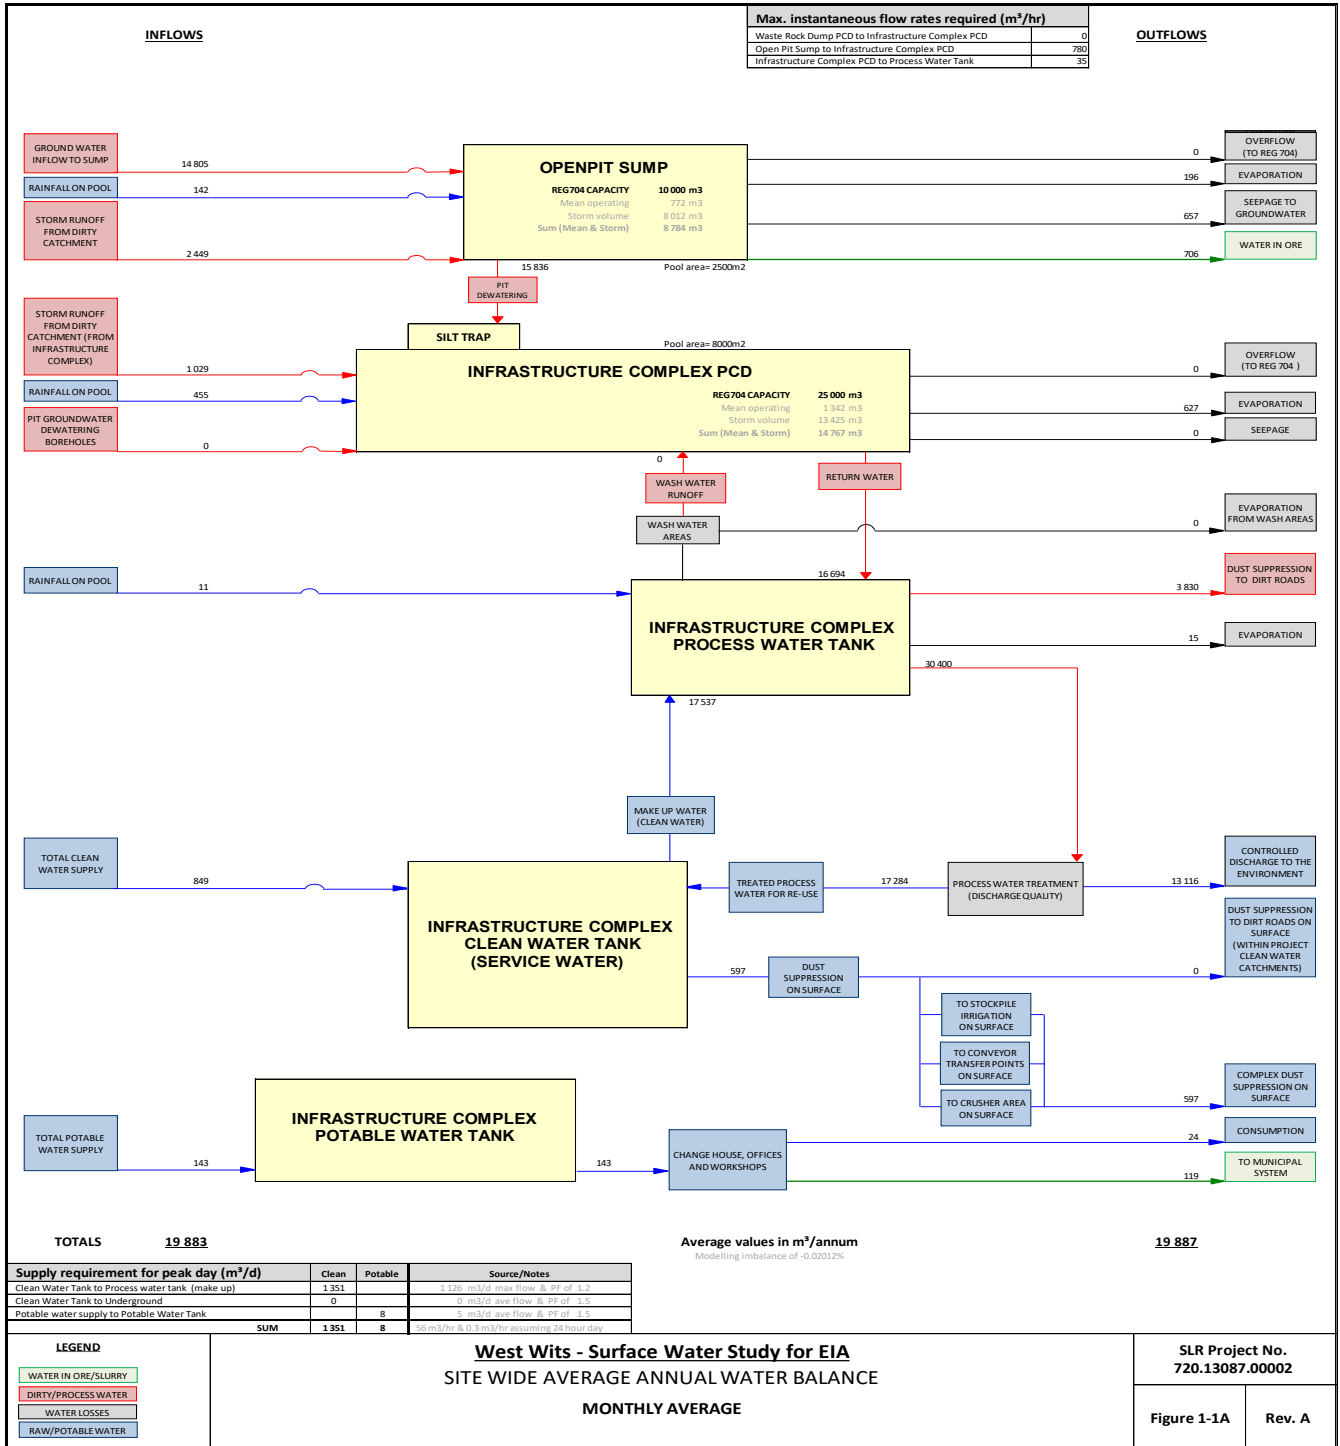 INFLOWS
Max. instantaneous flow rates required (m³/hr)
Waste Rock Dump PCD to Infrastructure Complex PCD 0
Open Pit Sump to Infrastructure Complex PCD 780
Infrastructure Complex PCD to Process Water Tank 35
OUTFLOWS
GROUND WATER
INFLOW TO SUMP
14 805
RAINFALL ON POOL
142
STORM RUNOFF
FROM DIRTY
CATCHMENT
2 449
OPENPIT SUMP
REG704 CAPACITY 10 000 m3
Mean operating 772 m3
Storm volume 8 012 m3
Sum (Mean & Storm) 8 784 m3
Pool area= 2500m2
0
OVERFLOW
(TO REG 704)
196
EVAPORATION
657
SEEPAGE TO
GROUNDWATER
706
WATER IN ORE
15 836
PIT
DEWATERING
SILT TRAP
Pool area= 8000m2
STORM RUNOFF
FROM DIRTY
CATCHMENT (FROM
INFRASTRUCTURE
COMPLEX)
1 029
RAINFALL ON POOL
455
PIT GROUNDWATER
DEWATERING
BOREHOLES
0
INFRASTRUCTURE COMPLEX PCD
REG704 CAPACITY 25 000 m3
Mean operating 1 342 m3
Storm volume 13 425 m3
Sum (Mean & Storm) 14 767 m3
0
OVERFLOW
(TO REG 704 )
627
EVAPORATION
0
SEEPAGE
0
WASH WATER
RUNOFF
RETURN WATER
WASH WATER
AREAS
0
EVAPORATION
FROM WASH AREAS
16 694
RAINFALL ON POOL
11
INFRASTRUCTURE COMPLEX
PROCESS WATER TANK
3 830
DUST SUPPRESSION
TO DIRT ROADS
15
EVAPORATION
30 400
17 537
MAKE UP WATER
(CLEAN WATER)
TOTAL CLEAN
WATER SUPPLY
849
INFRASTRUCTURE COMPLEX
CLEAN WATER TANK
(SERVICE WATER)
TREATED PROCESS
WATER FOR RE-USE
17 284
PROCESS WATER TREATMENT
(DISCHARGE QUALITY)
13 116
CONTROLLED
DISCHARGE TO THE
ENVIRONMENT
597
DUST
SUPPRESSION
ON SURFACE
0
DUST SUPPRESSION
TO DIRT ROADS ON
SURFACE
(WITHIN PROJECT
CLEAN WATER
CATCHMENTS)
TO STOCKPILE
IRRIGATION
ON SURFACE
TO CONVEYOR
TRANSFER POINTS
ON SURFACE
TO CRUSHER AREA
ON SURFACE
597
COMPLEX DUST
SUPPRESSION ON
SURFACE
TOTAL POTABLE
WATER SUPPLY
143
INFRASTRUCTURE COMPLEX
POTABLE WATER TANK
143
CHANGE HOUSE, OFFICES
AND WORKSHOPS
24
CONSUMPTION
119
TO MUNICIPAL
SYSTEM
TOTALS 19 883
Average values in m³/annum
Modelling imbalance of -0.02012%
19 887
Supply requirement for peak day (m³/d) Clean Potable Source/Notes
Clean Water Tank to Process water tank (make up) 1 351 1 126 m3/d max flow & PF of 1.2
Clean Water Tank to Underground 0 0 m3/d ave flow & PF of 1.5
Potable water supply to Potable Water Tank 8 5 m3/d ave flow & PF of 1.5
SUM 1 351 8 56 m3/hr & 0.3 m3/hr assuming 24 hour day
LEGEND
WATER IN ORE/SLURRY
DIRTY/PROCESS WATER
WATER LOSSES
RAW/POTABLE WATER
West Wits - Surface Water Study for EIA
SITE WIDE AVERAGE ANNUAL WATER BALANCE
MONTHLY AVERAGE
SLR Project No.
720.13087.00002
Figure 1-1A
Rev. A